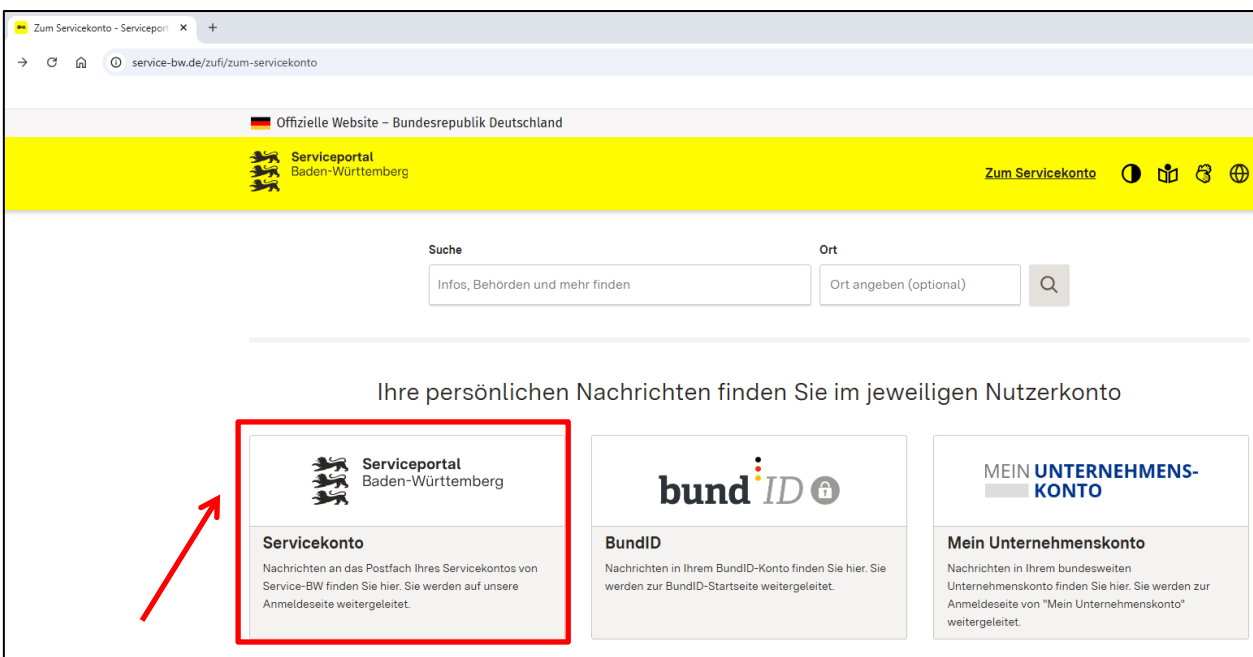 Zum Servicekonto - Serviceport
service-bw.de/zufi/zum-servicekonto
Offizielle Website – Bundesrepublik Deutschland
Serviceportal
Baden-Württemberg
Zum Servicekonto
Suche
Ort
Infos, Behörden und mehr finden
Ort angeben (optional)
Ihre persönlichen Nachrichten finden Sie im jeweiligen Nutzerkonto
Serviceportal
Baden-Württemberg
Servicekonto
Nachrichten an das Postfach Ihres Servicekontos von
Service-BW finden Sie hier. Sie werden auf unsere
Anmeldeseite weitergeleitet.
bundID
BundID
Nachrichten in Ihrem BundID-Konto finden Sie hier. Sie
werden zur BundID-Startseite weitergeleitet.
MEIN UNTERNEHMENS-
KONTO
Mein Unternehmenskonto
Nachrichten in Ihrem bundesweiten
Unternehmenskonto finden Sie hier. Sie werden zur
Anmeldeseite von "Mein Unternehmenskonto"
weitergeleitet.